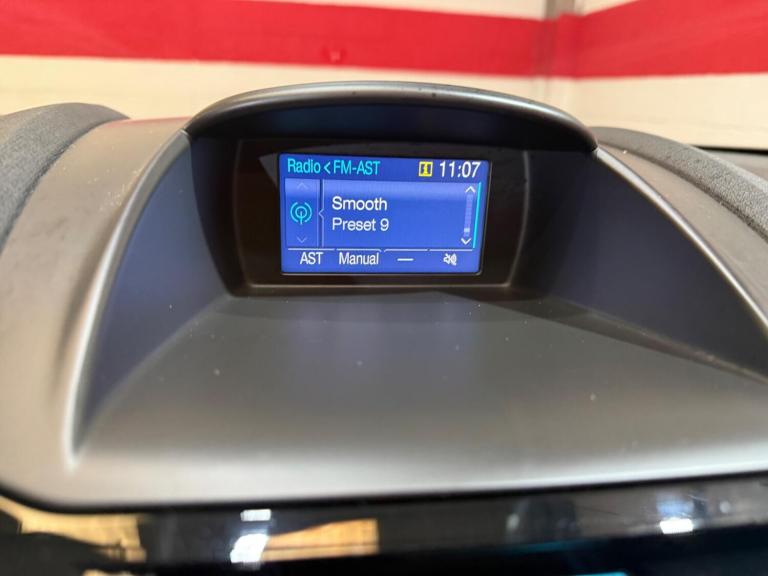 Radio < FM-AST i 11:07
Smooth
Preset 9
AST Manual —